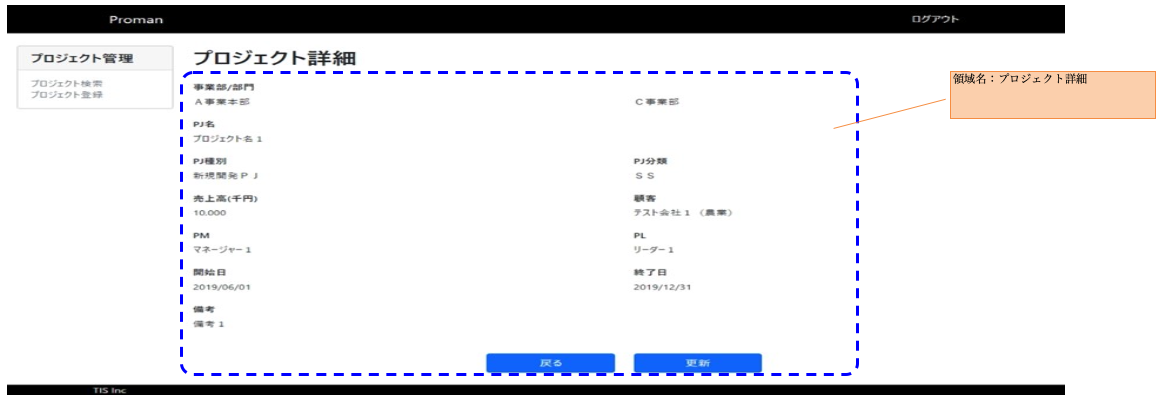 Proman
ログアウト
プロジェクト管理
プロジェクト検索
プロジェクト登録
プロジェクト詳細
事業部/部門
A事業本部
C事業部
PJ名
プロジェクト名1
PJ種別
PJ分類
新規開発PJ
SS
売上高(千円)
顧客
10,000
テスト会社1（農業）
PM
PL
マネージャー1
リーダー1
開始日
終了日
2019/06/01
2019/12/31
備考
備考1
戻る
更新
領域名：プロジェクト詳細
TIS Inc